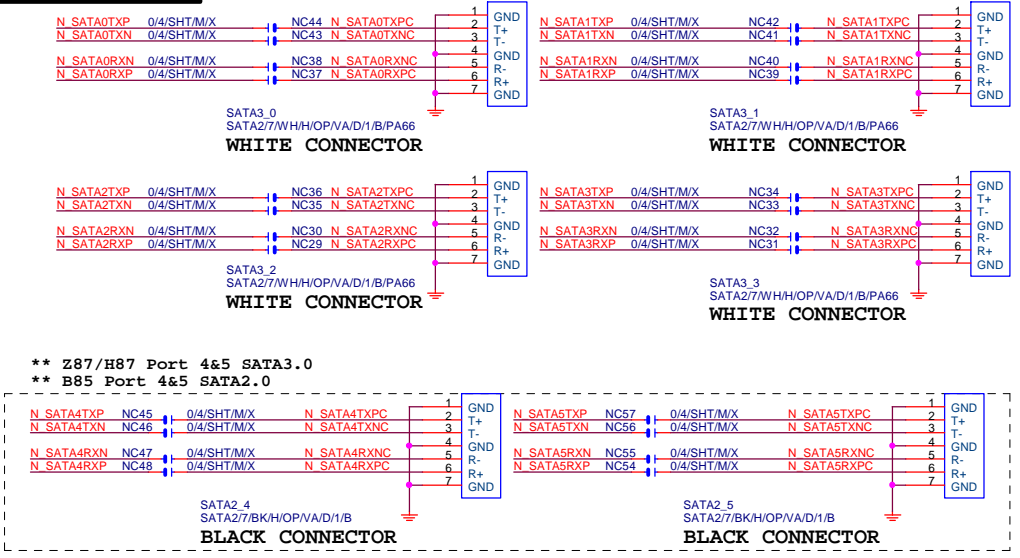 N_SATA0TXP 0/4/SHT/M/X NC44 N_SATA0TXPC 1 GND
N_SATA0TXN 0/4/SHT/M/X NC43 N_SATA0TXNC 2 T+
3 T-
4 GND
N_SATA0RXN 0/4/SHT/M/X NC38 N_SATA0RXNC 5 R-
N_SATA0RXP 0/4/SHT/M/X NC37 N_SATA0RXPC 6 R+
7 GND
SATA3_0
SATA2/7/WH/H/OP/VA/D/1/B/PA66
WHITE CONNECTOR
N_SATA1TXP 0/4/SHT/M/X NC42 N_SATA1TXPC 1 GND
N_SATA1TXN 0/4/SHT/M/X NC41 N_SATA1TXNC 2 T+
3 T-
4 GND
N_SATA1RXN 0/4/SHT/M/X NC40 N_SATA1RXNC 5 R-
N_SATA1RXP 0/4/SHT/M/X NC39 N_SATA1RXPC 6 R+
7 GND
SATA3_1
SATA2/7/WH/H/OP/VA/D/1/B/PA66
WHITE CONNECTOR
N_SATA2TXP 0/4/SHT/M/X NC36 N_SATA2TXPC 1 GND
N_SATA2TXN 0/4/SHT/M/X NC35 N_SATA2TXNC 2 T+
3 T-
4 GND
N_SATA2RXN 0/4/SHT/M/X NC30 N_SATA2RXNC 5 R-
N_SATA2RXP 0/4/SHT/M/X NC29 N_SATA2RXPC 6 R+
7 GND
SATA3_2
SATA2/7/WH/H/OP/VA/D/1/B/PA66
WHITE CONNECTOR
N_SATA3TXP 0/4/SHT/M/X NC34 N_SATA3TXPC 1 GND
N_SATA3TXN 0/4/SHT/M/X NC33 N_SATA3TXNC 2 T+
3 T-
4 GND
N_SATA3RXN 0/4/SHT/M/X NC32 N_SATA3RXNC 5 R-
N_SATA3RXP 0/4/SHT/M/X NC31 N_SATA3RXPC 6 R+
7 GND
SATA3_3
SATA2/7/WH/H/OP/VA/D/1/B/PA66
WHITE CONNECTOR
** Z87/H87 Port 4&5 SATA3.0
** B85 Port 4&5 SATA2.0
N_SATA4TXP NC45 0/4/SHT/M/X N_SATA4TXPC 1 GND
N_SATA4TXN NC46 0/4/SHT/M/X N_SATA4TXNC 2 T+
3 T-
4 GND
N_SATA4RXN NC47 0/4/SHT/M/X N_SATA4RXNC 5 R-
N_SATA4RXP NC48 0/4/SHT/M/X N_SATA4RXPC 6 R+
7 GND
SATA2_4
SATA2/7/BK/H/OP/VA/D/1/B
BLACK CONNECTOR
N_SATA5TXP NC57 0/4/SHT/M/X N_SATA5TXPC 1 GND
N_SATA5TXN NC56 0/4/SHT/M/X N_SATA5TXNC 2 T+
3 T-
4 GND
N_SATA5RXN NC55 0/4/SHT/M/X N_SATA5RXNC 5 R-
N_SATA5RXP NC54 0/4/SHT/M/X N_SATA5RXPC 6 R+
7 GND
SATA2_5
SATA2/7/BK/H/OP/VA/D/1/B
BLACK CONNECTOR